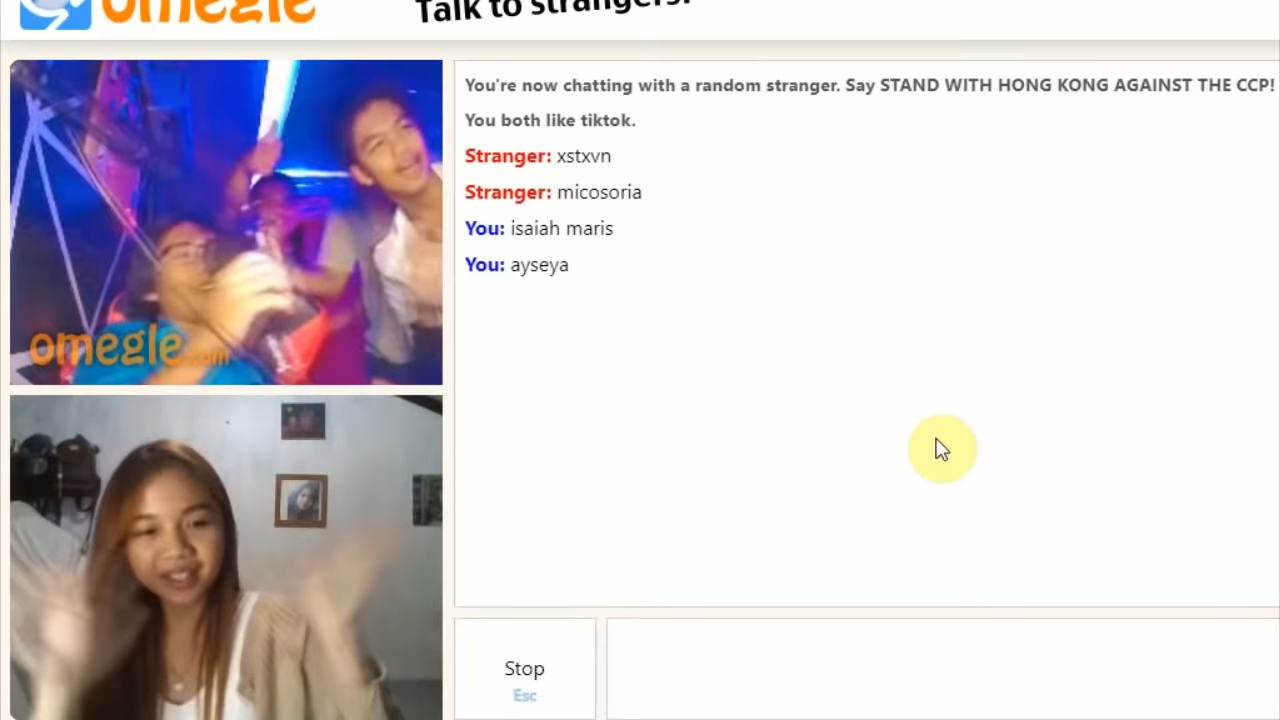 omegle
Talk to strangers!
You're now chatting with a random stranger. Say STAND WITH HONG KONG AGAINST THE CCP!
You both like tiktok.
Stranger: xstxvn
Stranger: micosoria
You: isaiah maris
You: ayseya
omegle.com
Stop
Esc